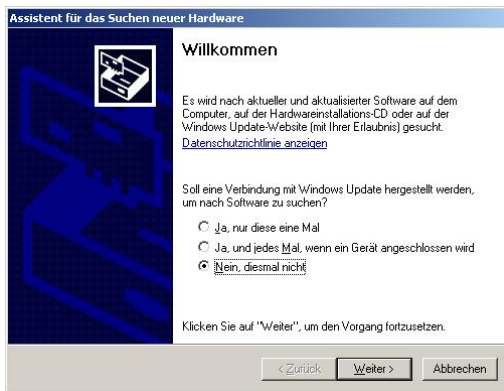 Assistent für das Suchen neuer Hardware
Willkommen
Es wird nach aktueller und aktualisierter Software auf dem
Computer, auf der Hardwareinstallations-CD oder auf der
Windows Update-Website (mit Ihrer Erlaubnis) gesucht.
Datenschutzrichtlinie anzeigen
Soll eine Verbindung mit Windows Update hergestellt werden,
um nach Software zu suchen?
Ja, nur diese eine Mal
Ja, und jedes Mal, wenn ein Gerät angeschlossen wird
Nein, diesmal nicht
Klicken Sie auf "Weiter", um den Vorgang fortzusetzen.
< Zurück Weiter > Abbrechen